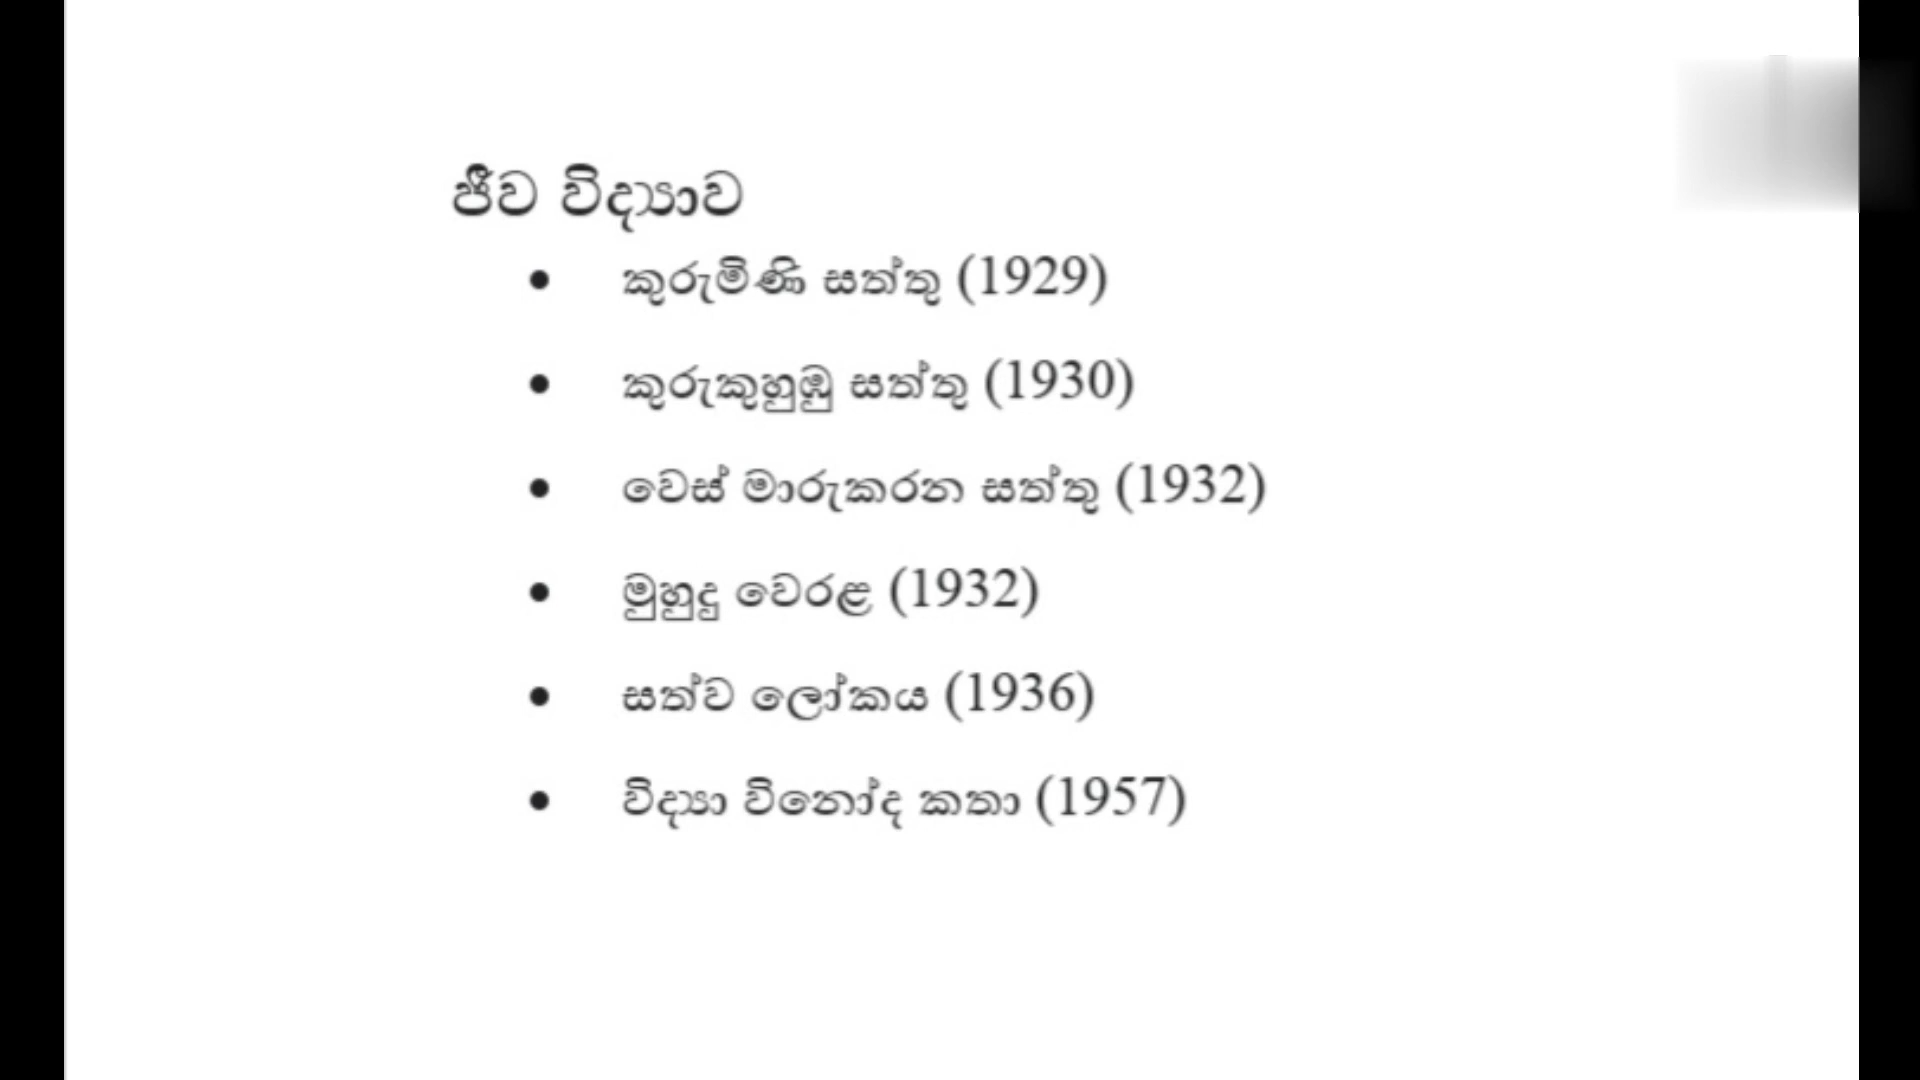 ජීව විද්‍යාව
• කුරුමිණි සත්තු (1929)
• කුරුකුහුඹු සත්තු (1930)
• වෙස් මාරුකරන සත්තු (1932)
• මුහුදු වෙරළ (1932)
• සත්ව ලෝකය (1936)
• විද්‍යා විනෝද කතා (1957)